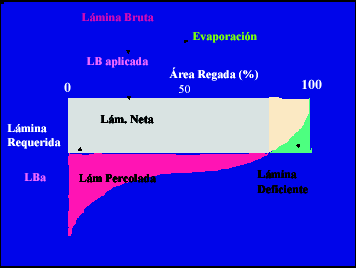 Lámina Bruta
Evaporación
LB aplicada
Área Regada (%)
0
50
100
Lám. Neta
Lámina
Requerida
LBa
Lám Percolada
Lámina
Deficiente